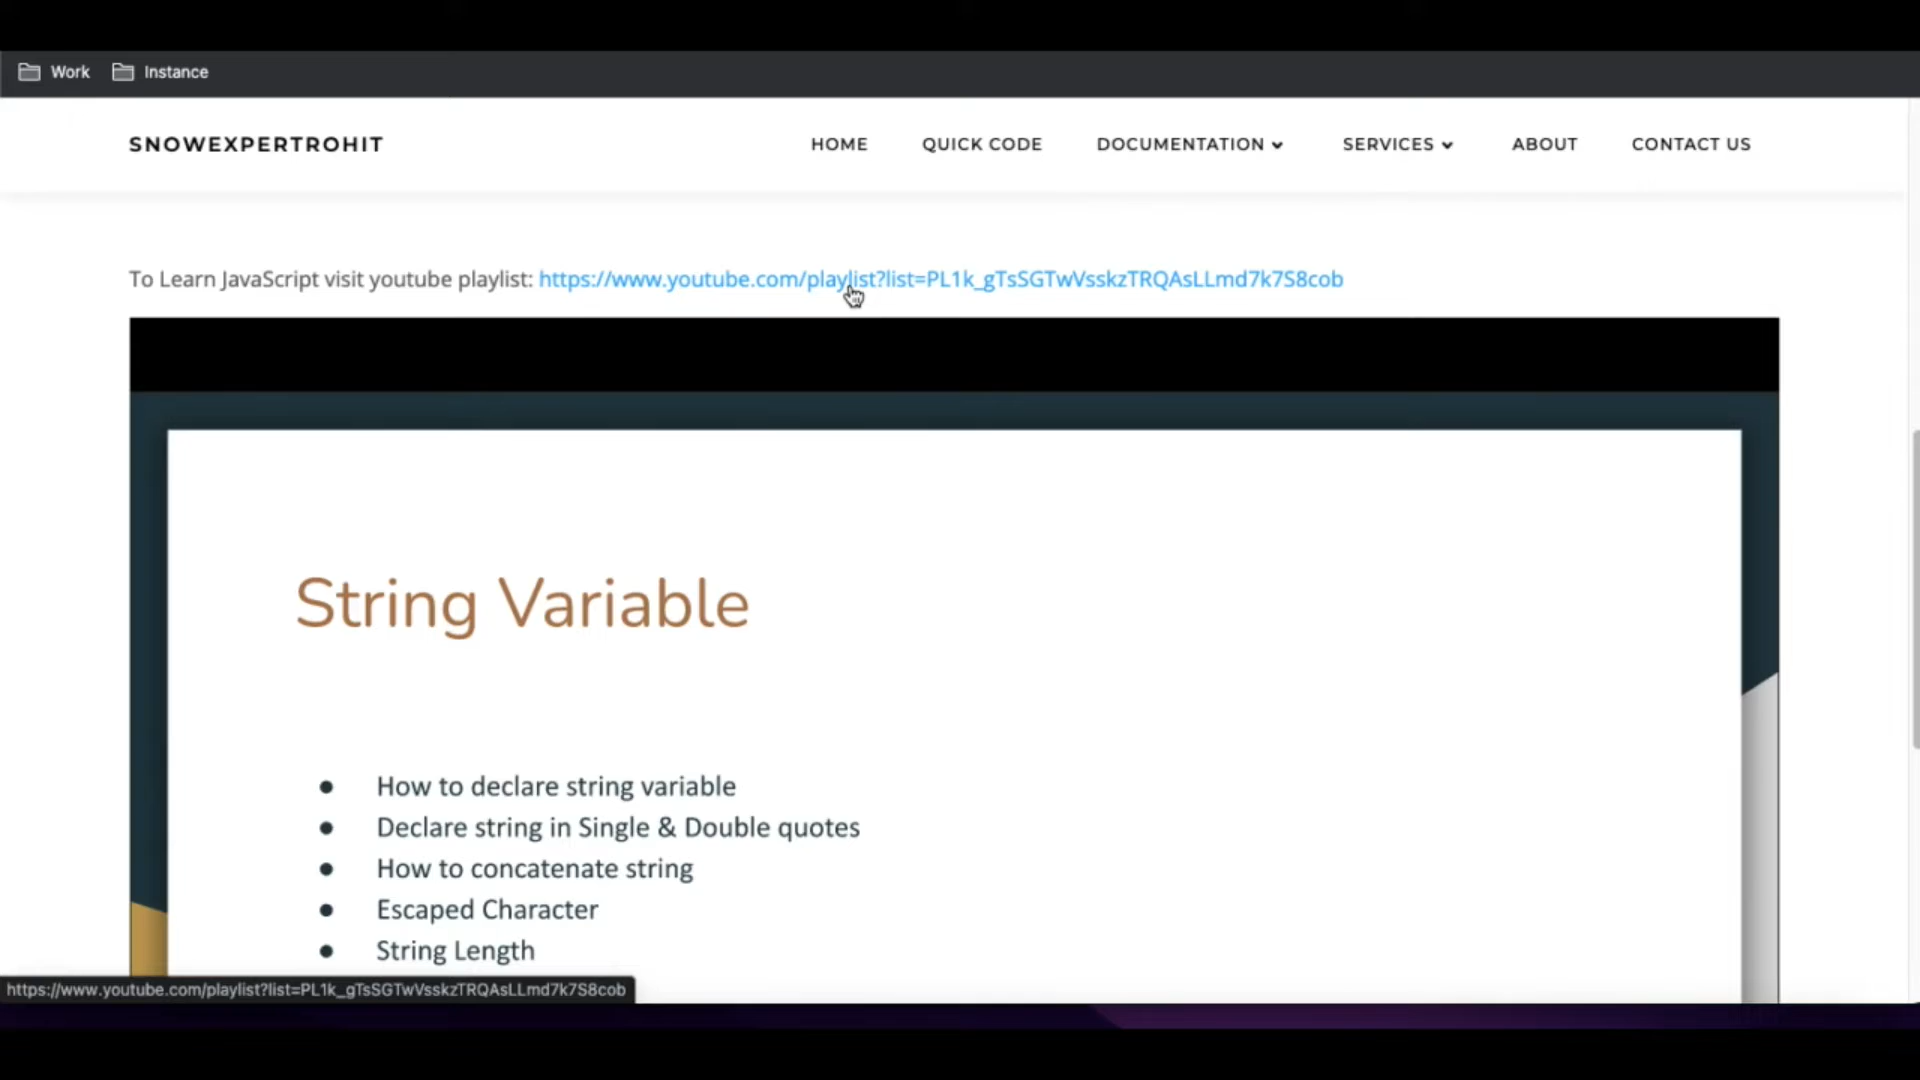 Work Instance
SNOWEXPERTROHIT HOME QUICK CODE DOCUMENTATION SERVICES ABOUT CONTACT US
To Learn JavaScript visit youtube playlist: https://www.youtube.com/playlist?list=PL1k_gTsSGTwVsskzTRQAsLLmd7k7S8cob
String Variable
● How to declare string variable
● Declare string in Single & Double quotes
● How to concatenate string
● Escaped Character
● String Length
https://www.youtube.com/playlist?list=PL1k_gTsSGTwVsskzTRQAsLLmd7k7S8cob